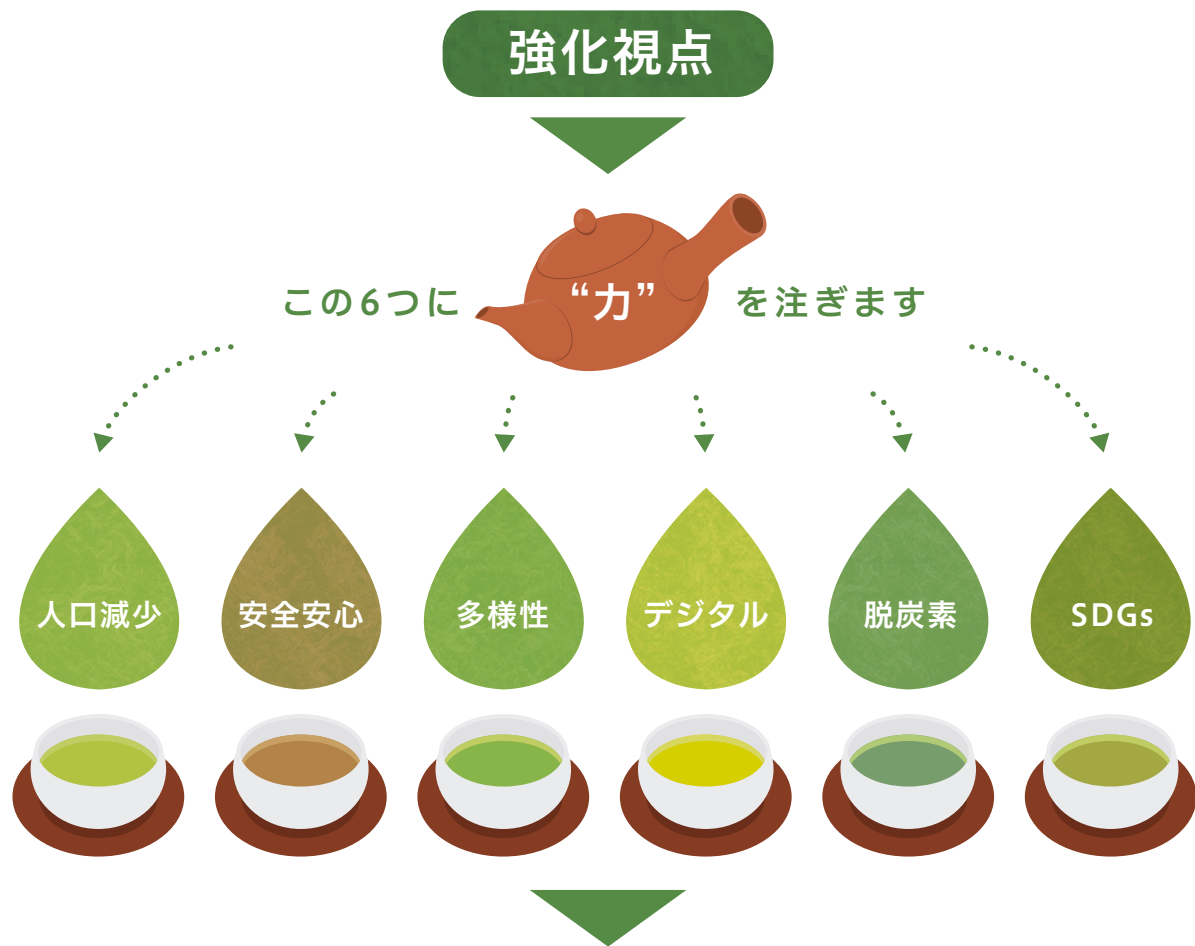 強化視点
この6つに“力”を注ぎます
人口減少
安全安心
多様性
デジタル
脱炭素
SDGs